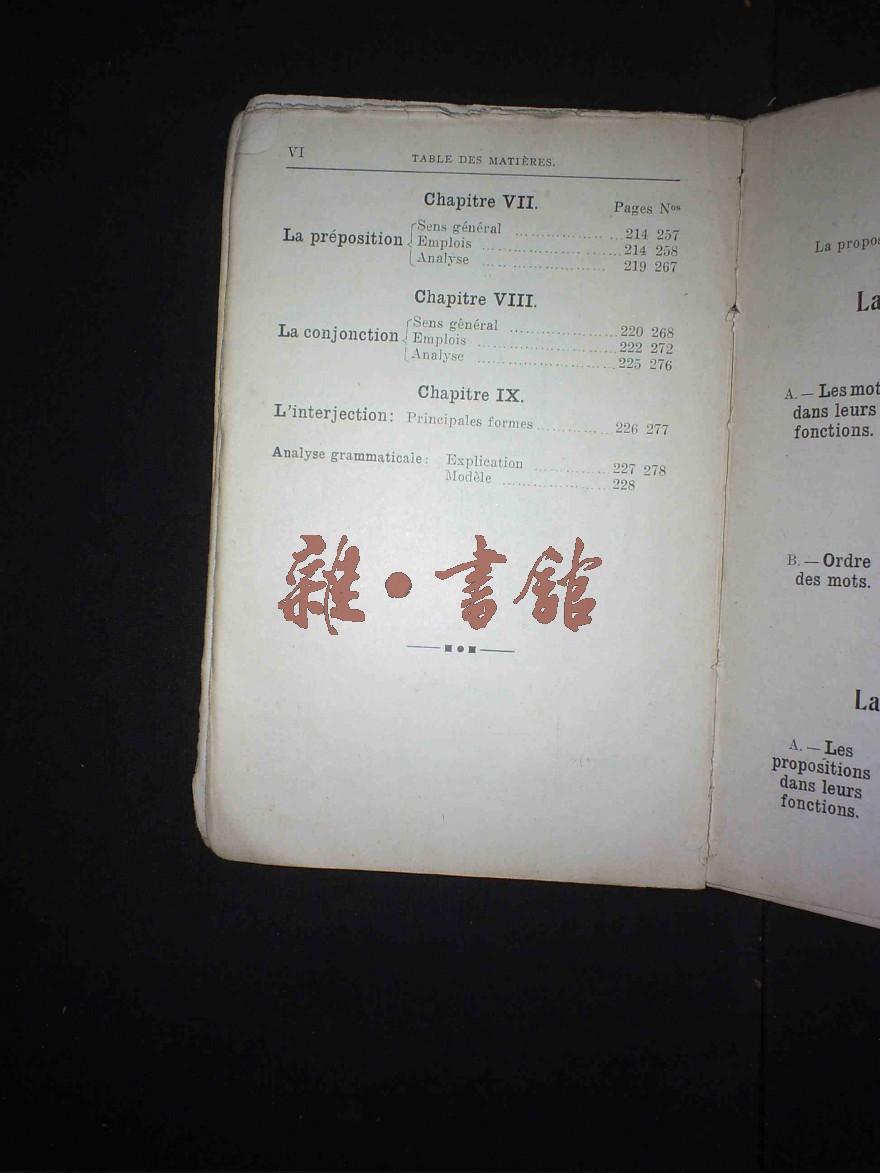 VI
TABLE DES MATIÈRES.
Chapitre VII.
Pages Nos
La préposition
Sens général ................. ...214 257
Emplois ..........................214 258
Analyse ...................... 219 267
Chapitre VIII.
La conjonction
Sens général ....................220 268
Emplois ..........................222 272
Analyse ..........................225 276
Chapitre IX.
L'interjection: Principales formes............. 226 277
Analyse grammaticale: Explication .............227 278
Modèle .................... 228
雜·書館
La propos
La
A. — Les mot
dans leurs
fonctions.
B. — Ordre
des mots.
La
A. — Les
propositions
dans leurs
fonctions.